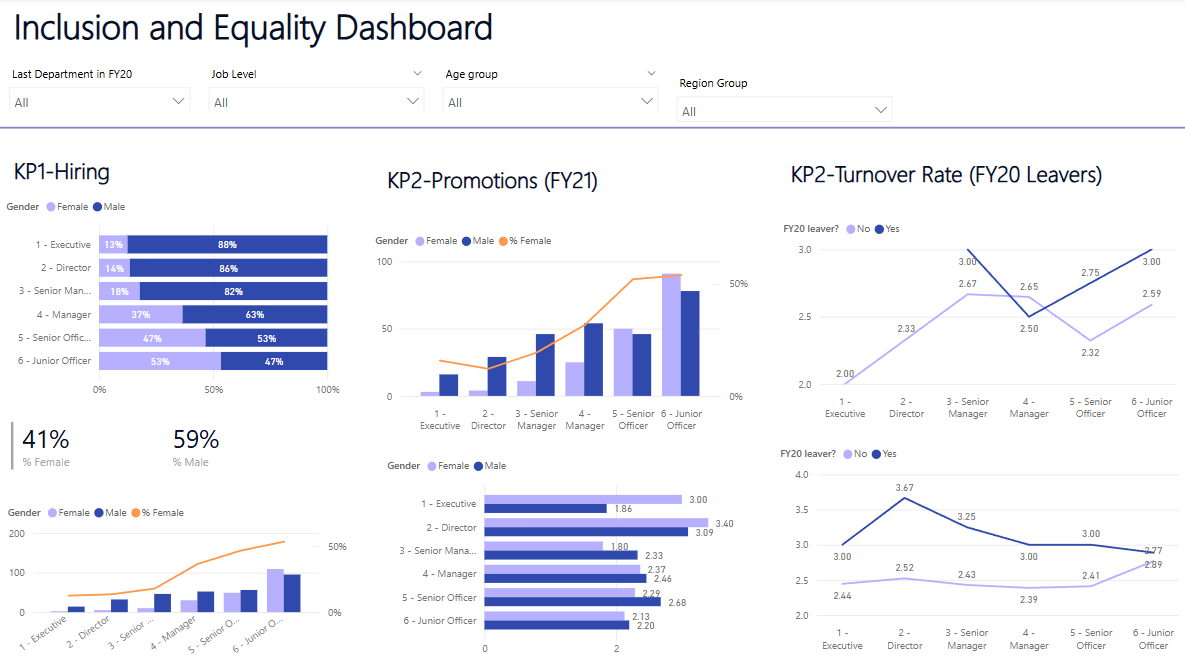 Inclusion and Equality Dashboard
Last Department in FY20
All
Job Level
All
Age group
All
Region Group
All
KP1-Hiring
Gender Female Male
1 - Executive 13% 88%
2 - Director 14% 86%
3 - Senior Man... 18% 82%
4 - Manager 37% 63%
5 - Senior Offic... 47% 53%
6 - Junior Officer 53% 47%
0% 50% 100%
41%
% Female
59%
% Male
Gender Female Male % Female
200
100
0
50%
0%
1 - Executive
2 - Director
3 - Senior ...
4 - Manager
5 - Senior O...
6 - Junior O...
KP2-Promotions (FY21)
Gender Female Male % Female
100
50
0
50%
0%
1 - Executive
2 - Director
3 - Senior Manager
4 - Manager
5 - Senior Officer
6 - Junior Officer
Gender Female Male
1 - Executive 3.00 1.86
2 - Director 3.40 3.09
3 - Senior Mana... 1.80 2.33
4 - Manager 2.37 2.46
5 - Senior Officer 2.29 2.68
6 - Junior Officer 2.13 2.20
0 2
KP2-Turnover Rate (FY20 Leavers)
FY20 leaver? No Yes
3.0
2.5
2.0
2.00
2.33
3.00
2.67
2.65
2.50
2.75
2.32
3.00
2.59
1 - Executive
2 - Director
3 - Senior Manager
4 - Manager
5 - Senior Officer
6 - Junior Officer
FY20 leaver? No Yes
4.0
3.5
3.0
2.5
2.0
3.00
2.44
3.67
2.52
3.25
2.43
3.00
2.39
3.00
2.41
2.77
2.89
1 - Executive
2 - Director
3 - Senior Manager
4 - Manager
5 - Senior Officer
6 - Junior Officer